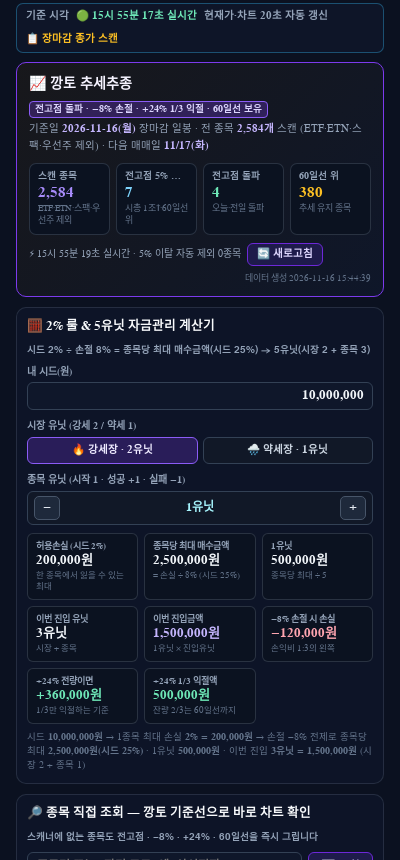 기준 시각 🟢 15시 55분 17초 실시간 현재가·차트 20초 자동 갱신
📋 장마감 종가 스캔
📈 깡토 추세추종
전고점 돌파 · −8% 손절 · +24% 1/3 익절 · 60일선 보유
기준일 2026-11-16(월) 장마감 일봉 · 전 종목 2,584개 스캔 (ETF·ETN·스
팩·우선주 제외) · 다음 매매일 11/17(화)
스캔 종목
2,584
ETF·ETN·스팩·우
선주 제외
전고점 5% …
7
시총 1조↑·60일선
위
전고점 돌파
4
오늘·전일 돌파
60일선 위
380
추세 유지 종목
⚡ 15시 55분 19초 실시간 · 5% 이탈 자동 제외 0종목 🔄 새로고침
데이터 생성 2026-11-16 15:44:39
🧮 2% 룰 & 5유닛 자금관리 계산기
시드 2% ÷ 손절 8% = 종목당 최대 매수금액(시드 25%) → 5유닛(시장 2 + 종목 3)
내 시드(원)
10,000,000
시장 유닛 (강세 2 / 약세 1)
🔥 강세장 · 2유닛
🌧️ 약세장 · 1유닛
종목 유닛 (시작 1 · 성공 +1 · 실패 −1)
− 1유닛 +
허용손실 (시드 2%)
200,000원
한 종목에서 잃을 수 있는
최대
종목당 최대 매수금액
2,500,000원
= 손실 ÷ 8% (시드 25%)
1유닛
500,000원
종목당 최대 ÷ 5
이번 진입 유닛
3유닛
시장 + 종목
이번 진입금액
1,500,000원
1유닛 × 진입유닛
−8% 손절 시 손실
−120,000원
손익비 1:3의 왼쪽
+24% 전량이면
+360,000원
1/3만 익절하는 기준
+24% 1/3 익절액
500,000원
잔량 2/3는 60일선까지
시드 10,000,000원 → 1종목 최대 손실 2% = 200,000원 → 손절 −8% 전제로 종목당
최대 2,500,000원(시드 25%) · 1유닛 500,000원 · 이번 진입 3유닛 = 1,500,000원 (시
장 2 + 종목 1)
🔎 종목 직접 조회 — 깡토 기준선으로 바로 차트 확인
스캐너에 없는 종목도 전고점 · −8% · +24% · 60일선을 즉시 그립니다